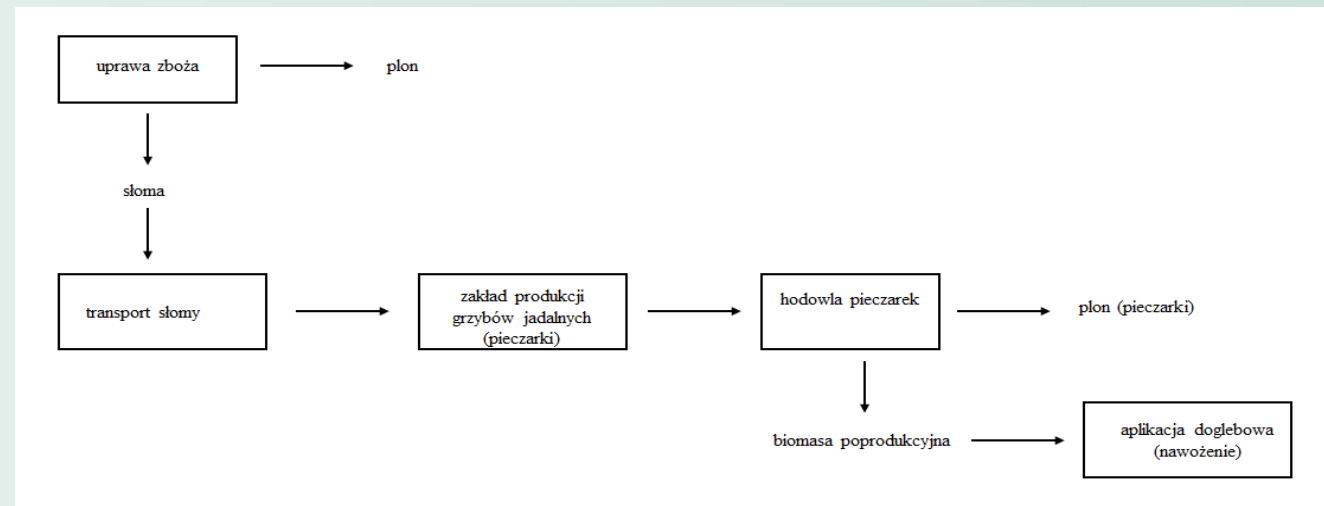 uprawa zboża
plon
słoma
transport słomy
zakład produkcji
grzybów jadalnych
(pieczarki)
hodowla pieczarek
plon (pieczarki)
biomasa poprodukcyjna
aplikacja doglebowa
(nawożenie)